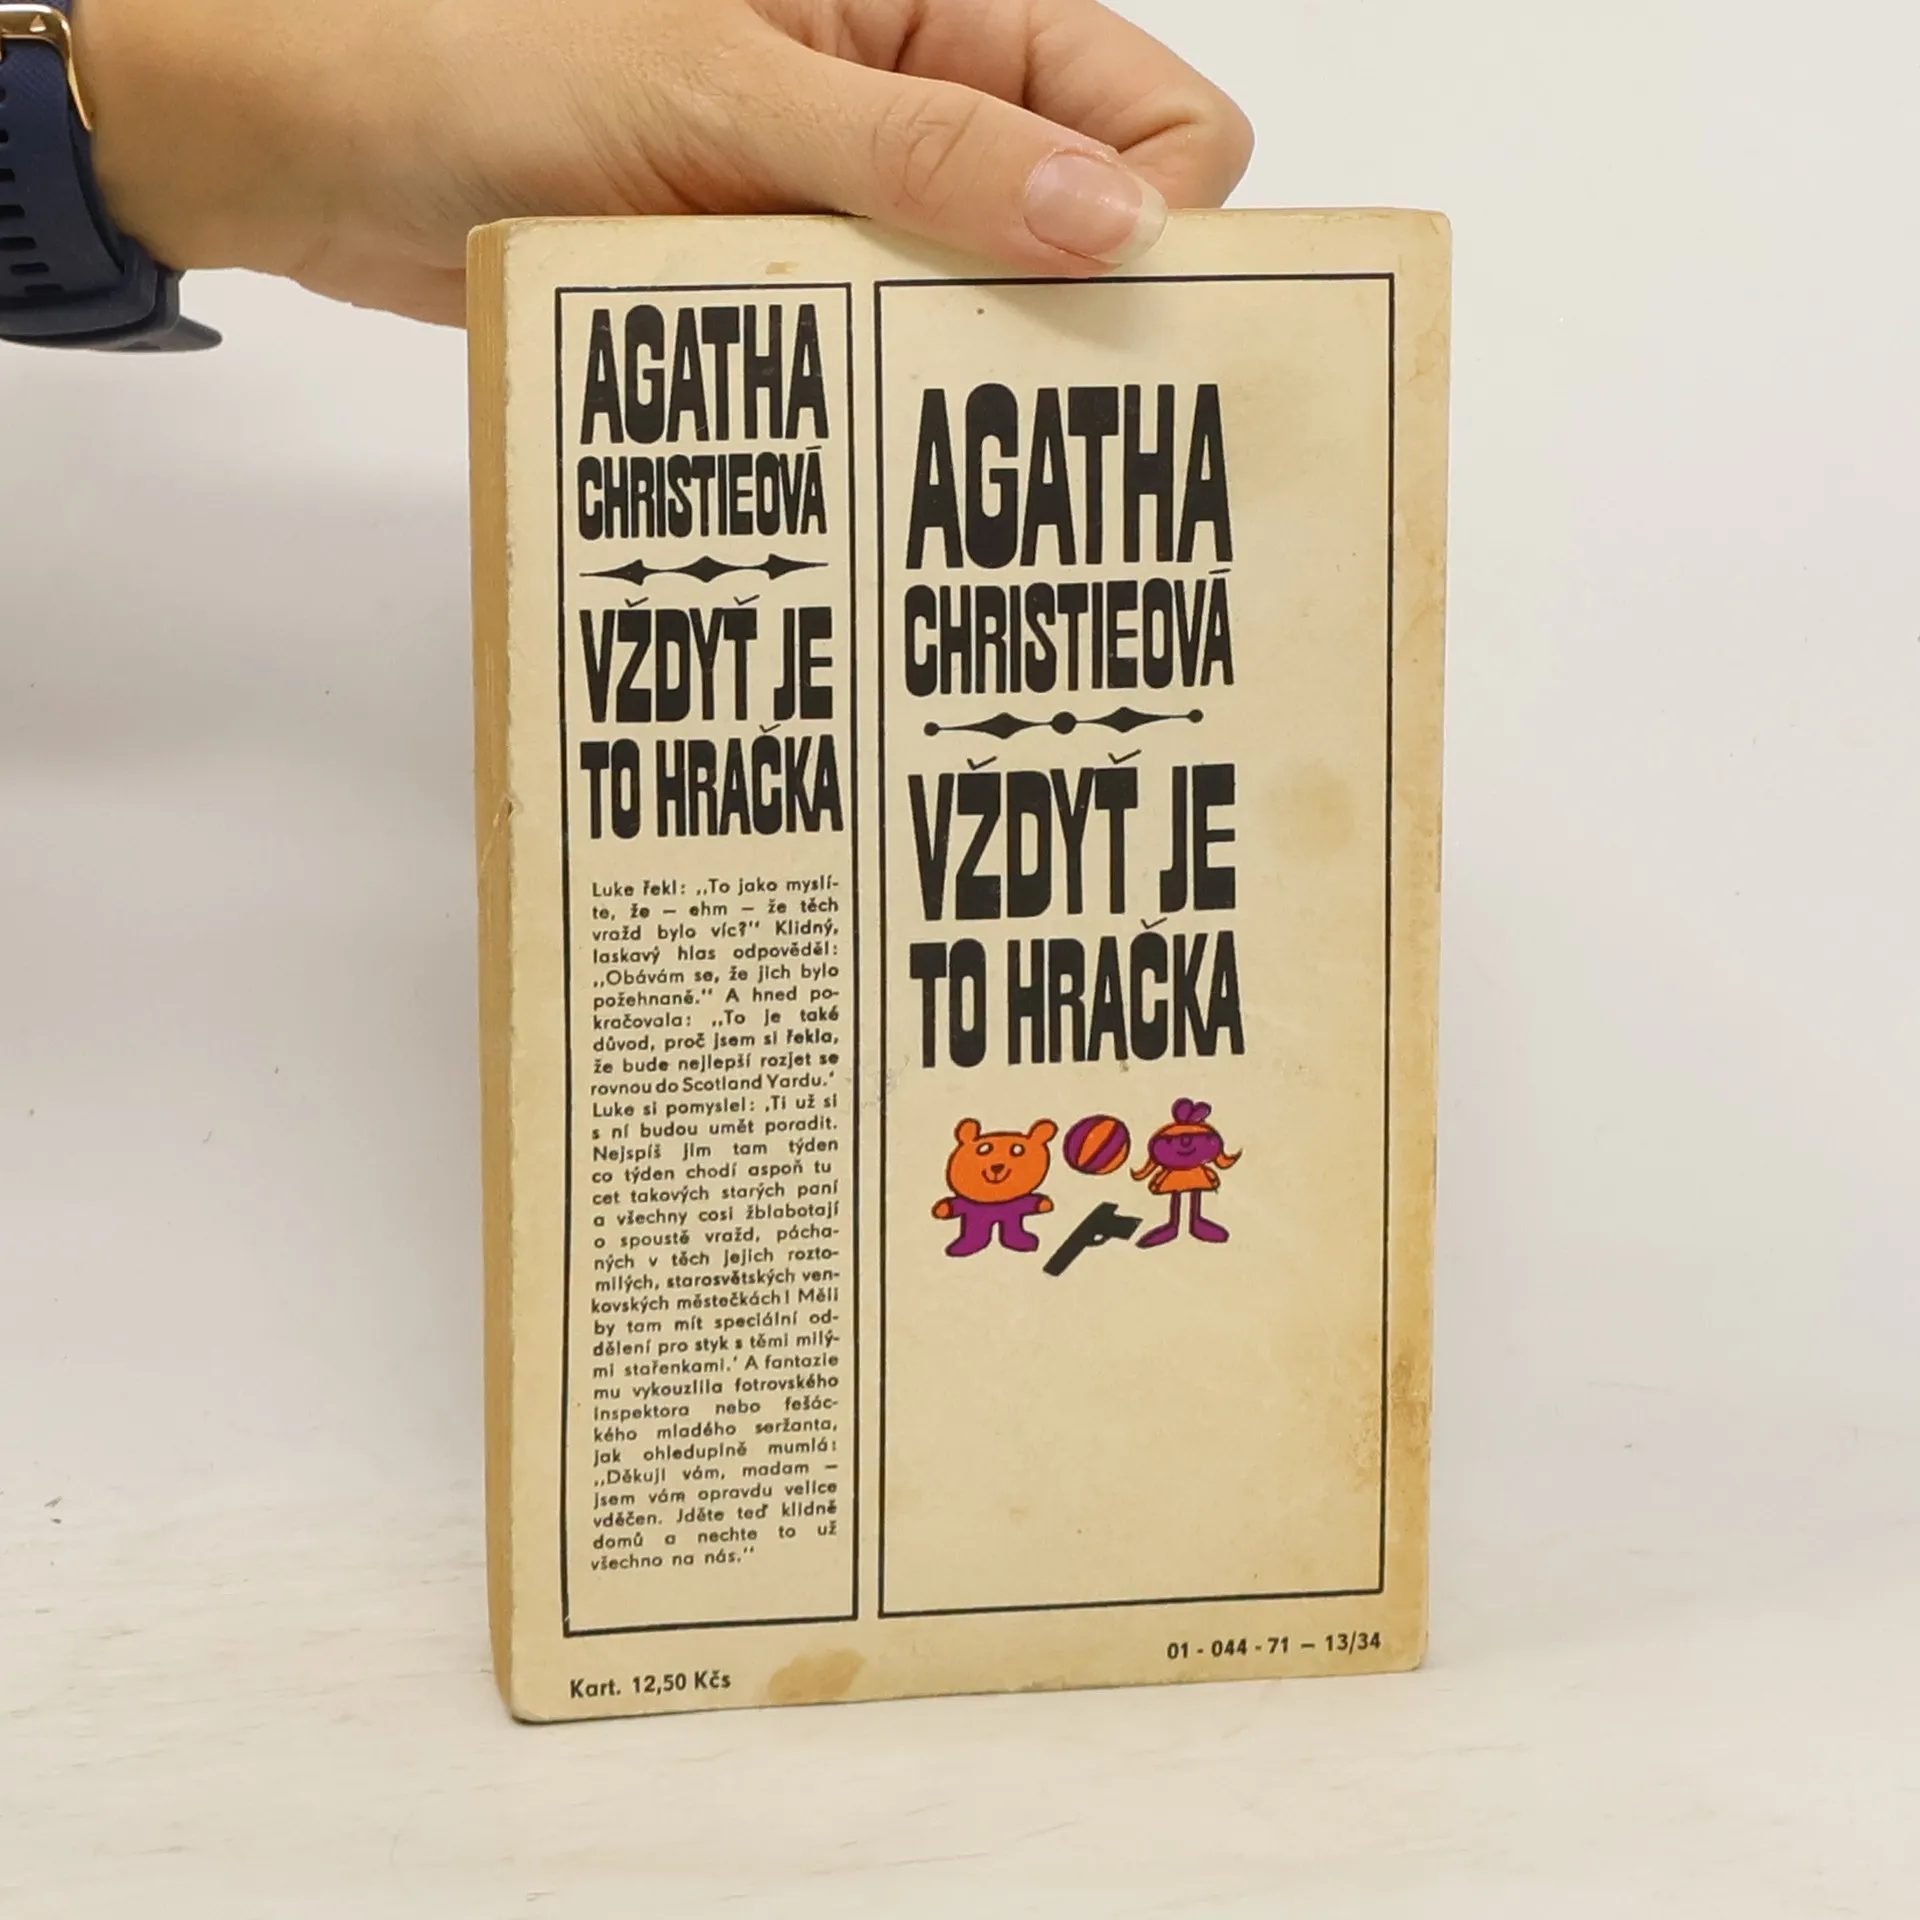 AGATHA
CHRISTIEOVÁ
VŽDYŤ JE
TO HRAČKA
Luke řekl: „To jako myslí-
te, že – ehm – že těch
vražd bylo víc?" Klidný,
laskavý hlas odpověděl:
„Obávám se, že jich bylo
požehnaně." A hned po-
kračovala: „To je také
důvod, proč jsem si řekla,
že bude nejlepší razjet se
rovnou do Scotland Yardu.'
Luke si pomyslel: ‚Ti už si
s ní budou umět poradit.
Nejspíš jim tam týden
co týden chodí aspoň tu
cet takových starých paní
a všechny cosi žblabotají
o spoustě vražd, pácha-
ných v těch jejich rozto-
milých, starosvětských ven-
kovských městečkách! Měli
by tam mít speciální od-
dělení pro styk s těmi milý-
mi stařenkami.' A fantazie
mu vykouzlila fotrovského
inspektora nebo fešác-
kého mladého seržanta,
jak ohleduplně mumlá:
„Děkuji vám, madam –
jsem vám opravdu velice
vděčen. Jděte teď klidně
domů a nechte to už
všechno na nás."
Kart. 12,50 Kčs
AGATHA
CHRISTIEOVÁ
VŽDYŤ JE
TO HRAČKA
01 - 044 - 71 – 13/34